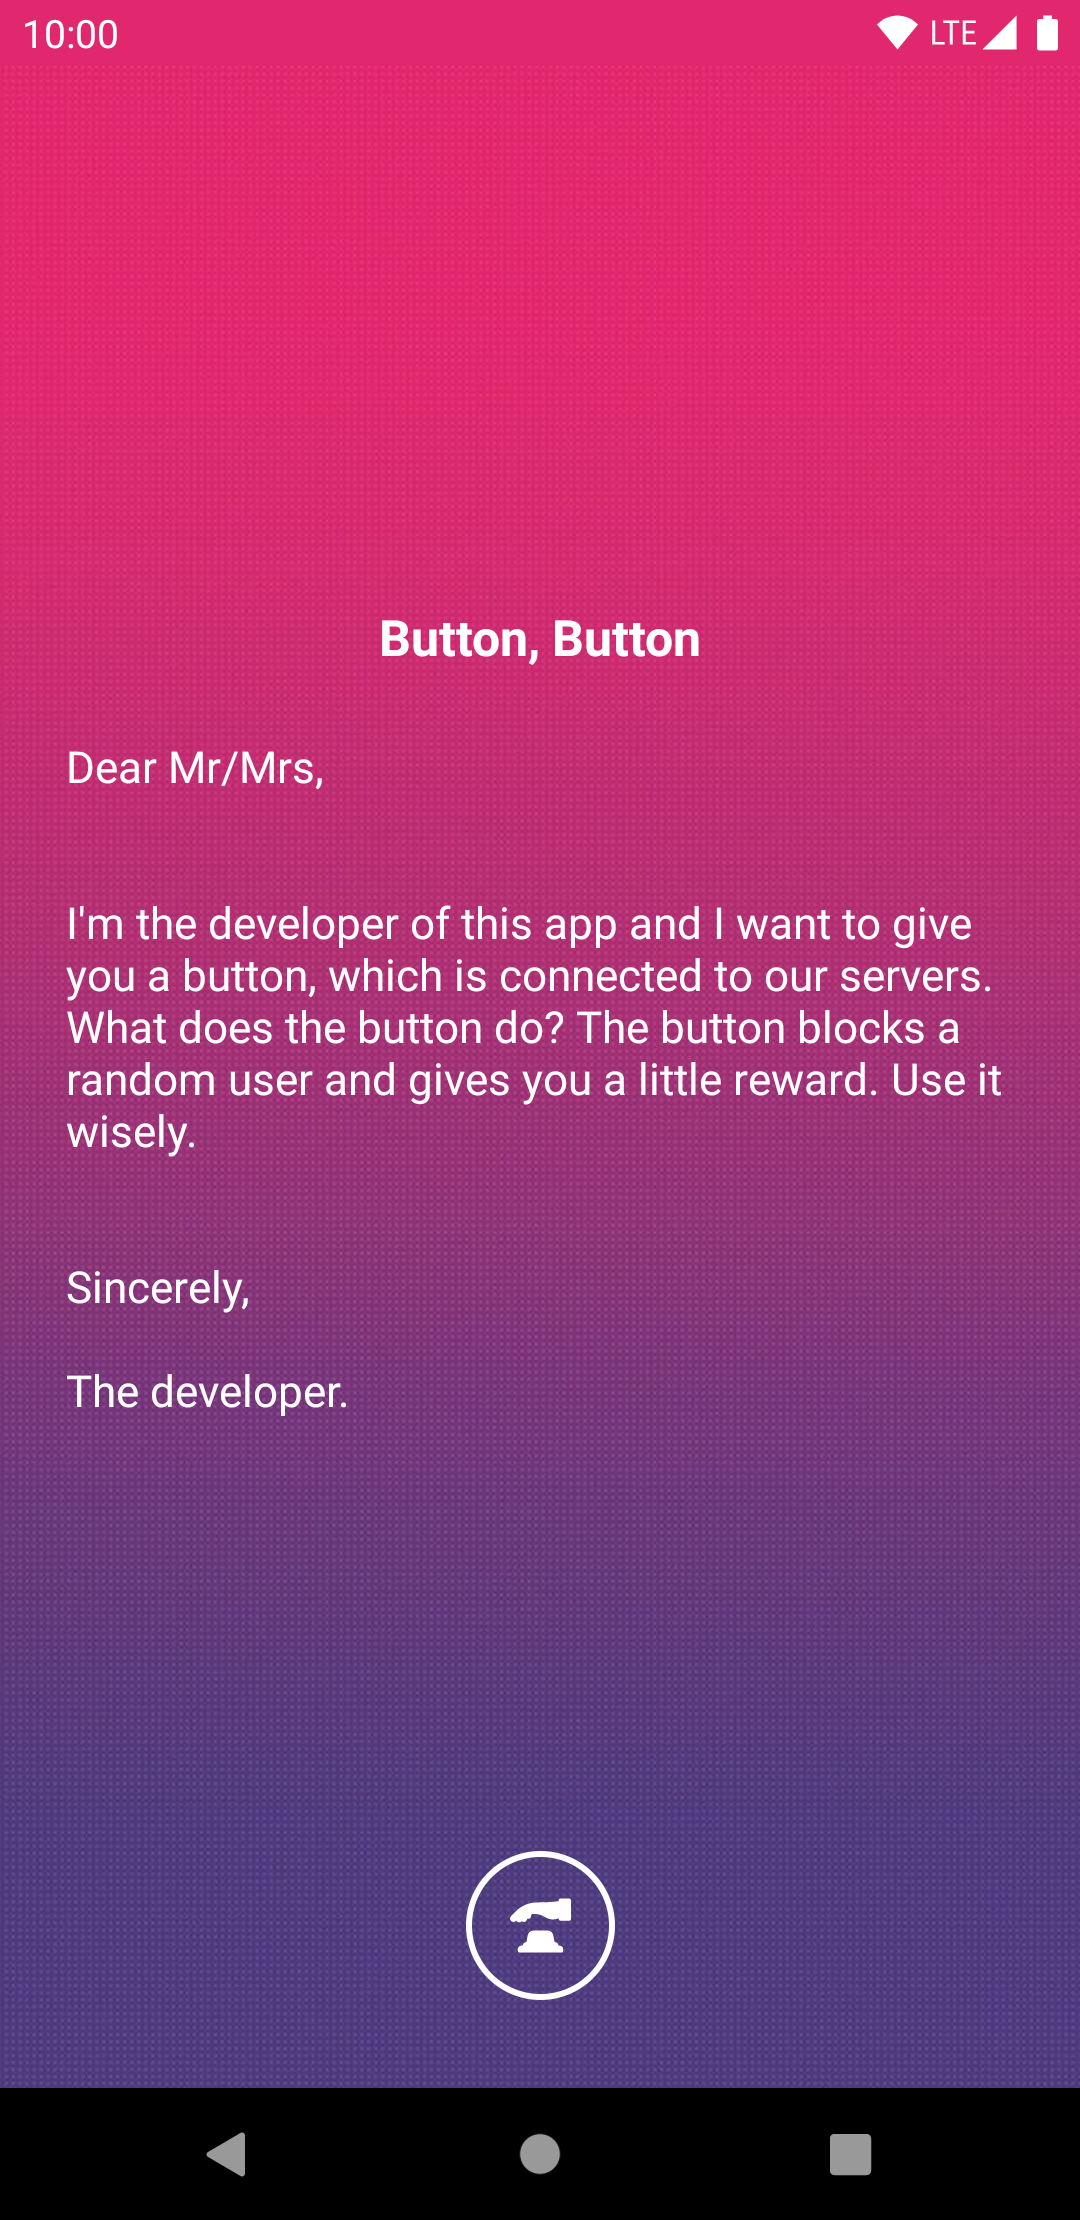 10:00 LTE
Button, Button
Dear Mr/Mrs,
I'm the developer of this app and I want to give
you a button, which is connected to our servers.
What does the button do? The button blocks a
random user and gives you a little reward. Use it
wisely.
Sincerely,
The developer.